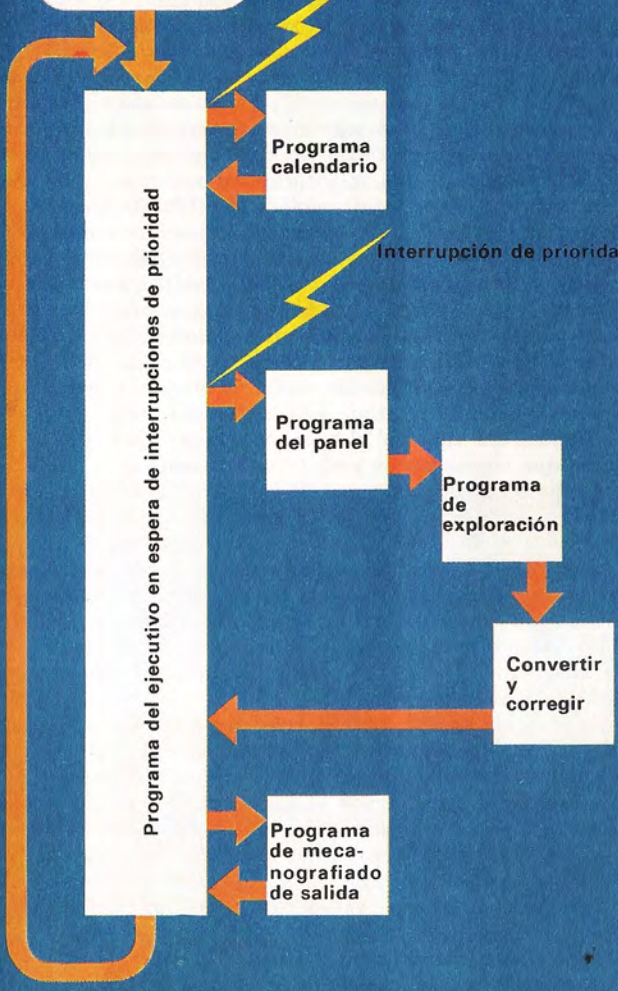 Programa
calendario
Interrupción de priorida
Programa del ejecutivo en espera de interrupciones de prioridad
Programa
del panel
Programa
de
exploración
Convertir
y
corregir
Programa
de meca-
nografiado
de salida